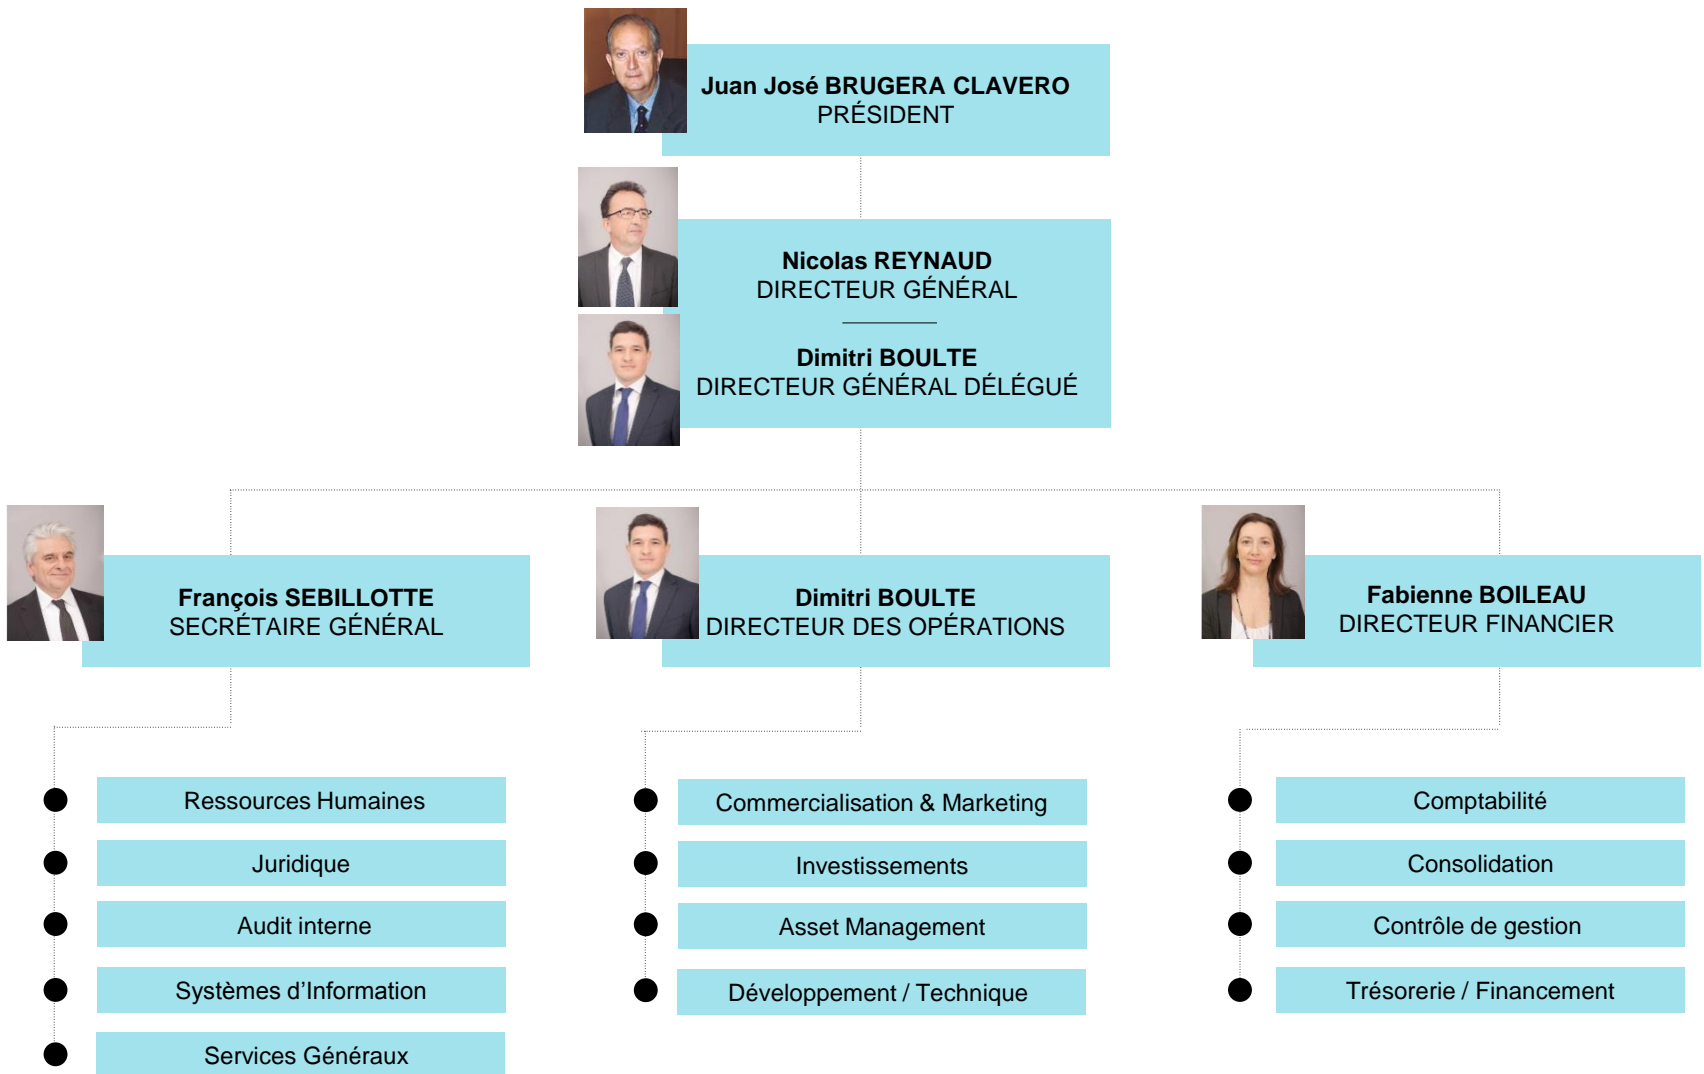 Juan José BRUGERA CLAVERO
PRÉSIDENT
Nicolas REYNAUD
DIRECTEUR GÉNÉRAL
Dimitri BOULTE
DIRECTEUR GÉNÉRAL DÉLÉGUÉ
François SEBILLOTTE
SECRÉTAIRE GÉNÉRAL
Dimitri BOULTE
DIRECTEUR DES OPÉRATIONS
Fabienne BOILEAU
DIRECTEUR FINANCIER
Ressources Humaines
Juridique
Audit interne
Systèmes d’Information
Services Généraux
Commercialisation & Marketing
Investissements
Asset Management
Développement / Technique
Comptabilité
Consolidation
Contrôle de gestion
Trésorerie / Financement